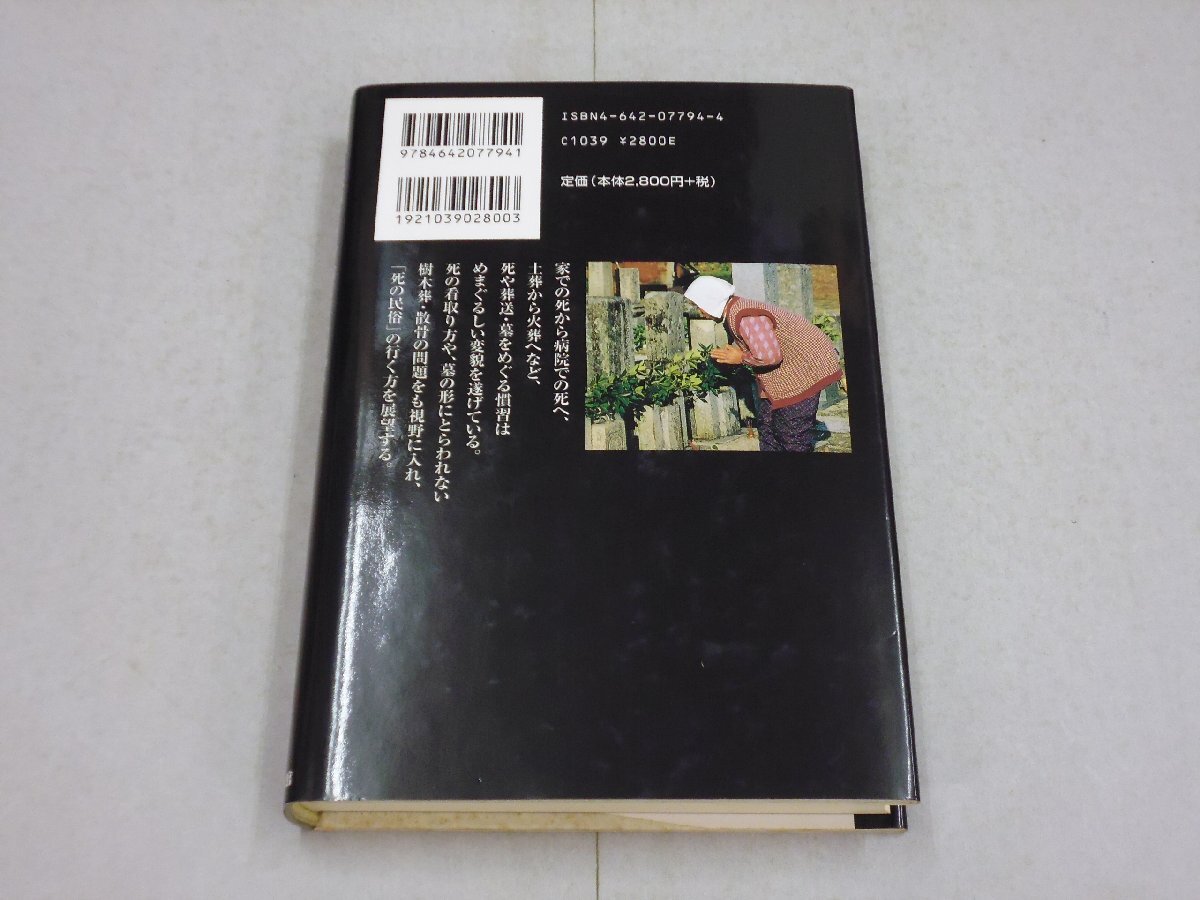 ISBN4-642-07794-4
C1039 ¥2800E
定価(本体2,800円+税)
9784642077941
1921039028003
家での死から病院での死へ、
土葬から火葬へなど、
死や葬送・墓をめぐる慣習は
めまぐるしい変貌を遂げている。
死の看取り方や、墓の形にとらわれない
樹木葬・散骨の問題をも視野に入れ、
「死の民俗」の行く方を展望する。